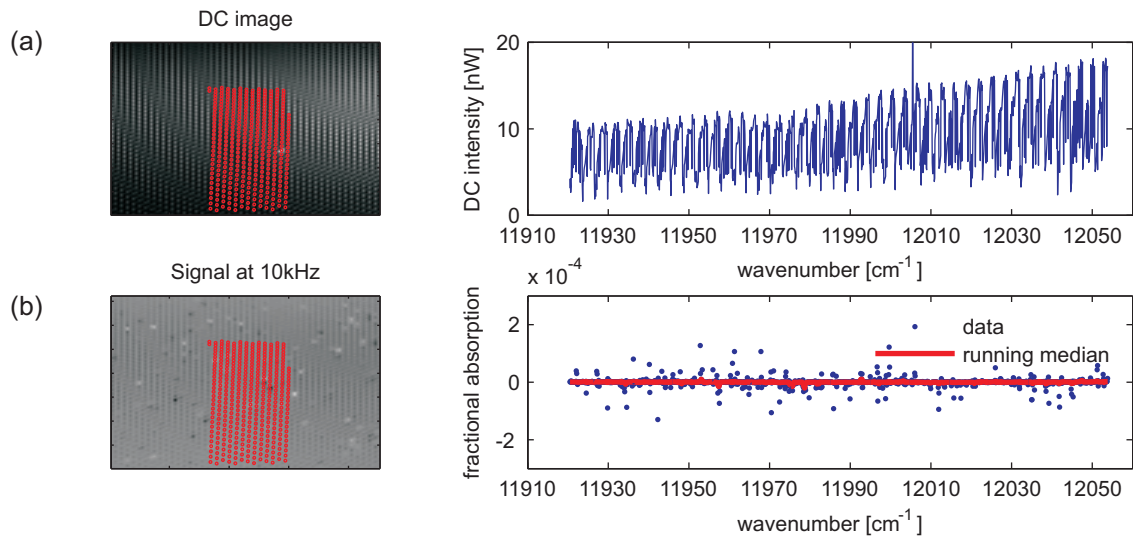 (a)
DC image
DC intensity [nW]
20
10
0
11910 11930 11950 11970 11990 12010 12030 12050
wavenumber [cm⁻¹]
(b)
Signal at 10kHz
x 10⁻⁴
fractional absorption
2
0
-2
data
running median
11910 11930 11950 11970 11990 12010 12030 12050
wavenumber [cm⁻¹]